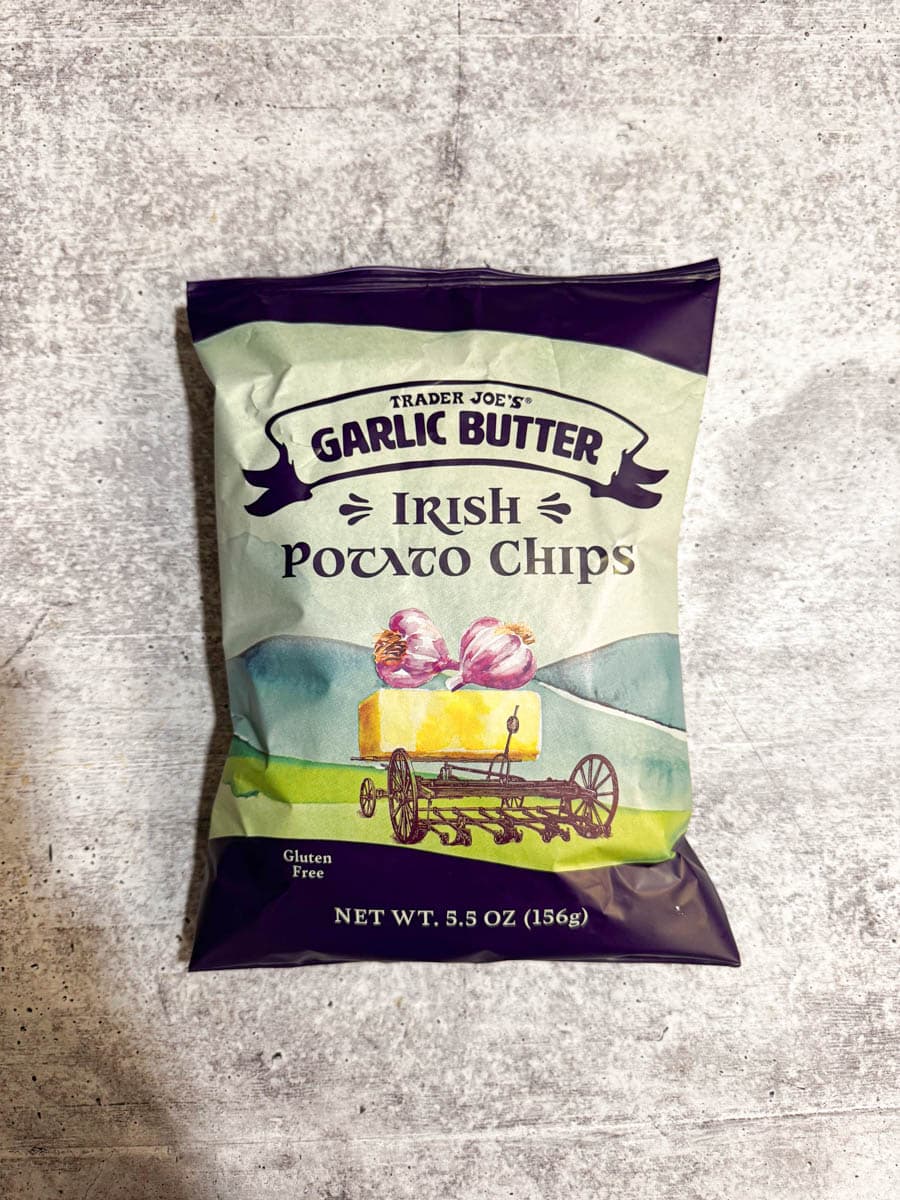 TRADER JOE'S®
GARLIC BUTTER
IRISH
POTATO CHIPS
Gluten
Free
NET WT. 5.5 OZ (156g)